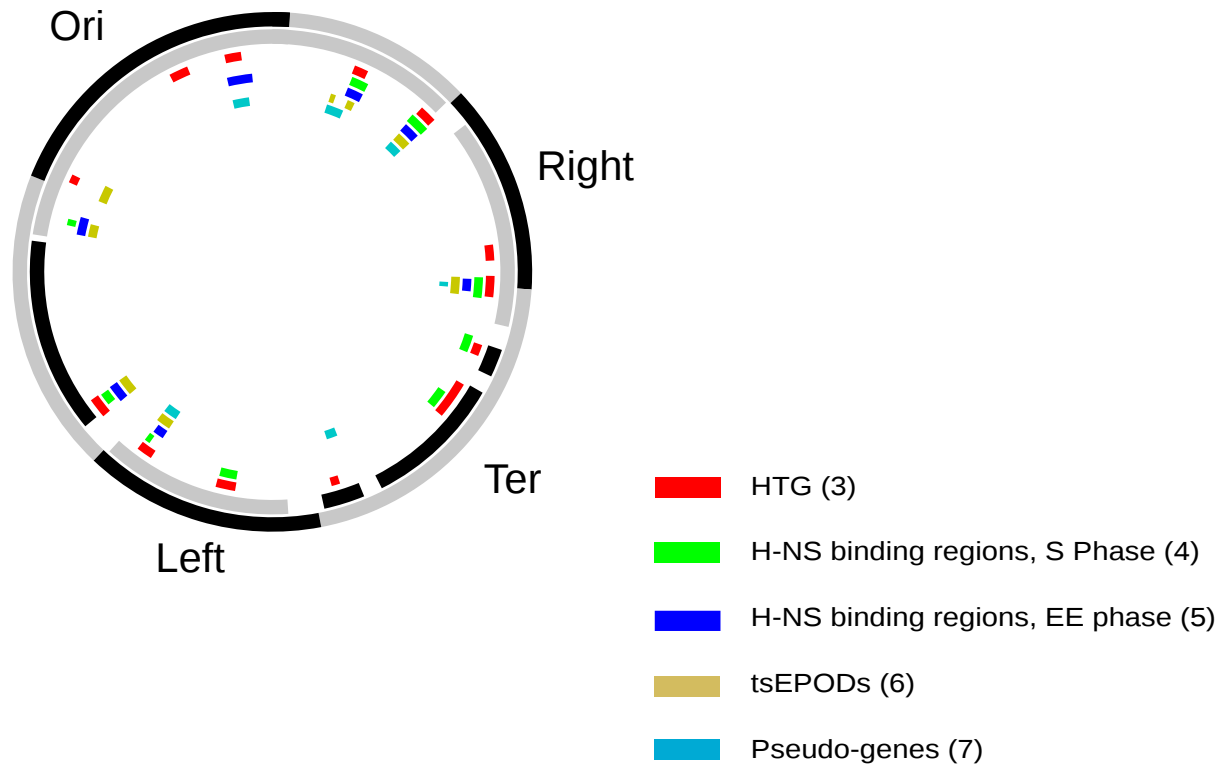 Ori
Right
Ter
Left
HTG (3)
H-NS binding regions, S Phase (4)
H-NS binding regions, EE phase (5)
tsEPODs (6)
Pseudo-genes (7)